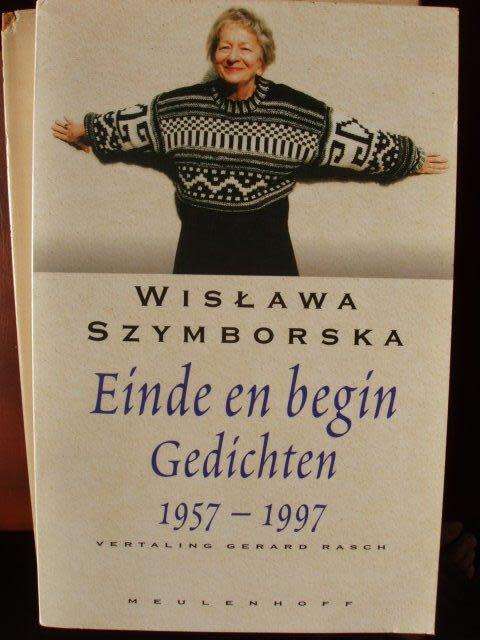 WISŁAWA
SZYMBORSKA
Einde en begin
Gedichten
1957 – 1997
VERTALING GERARD RASCH
MEULENHOFF